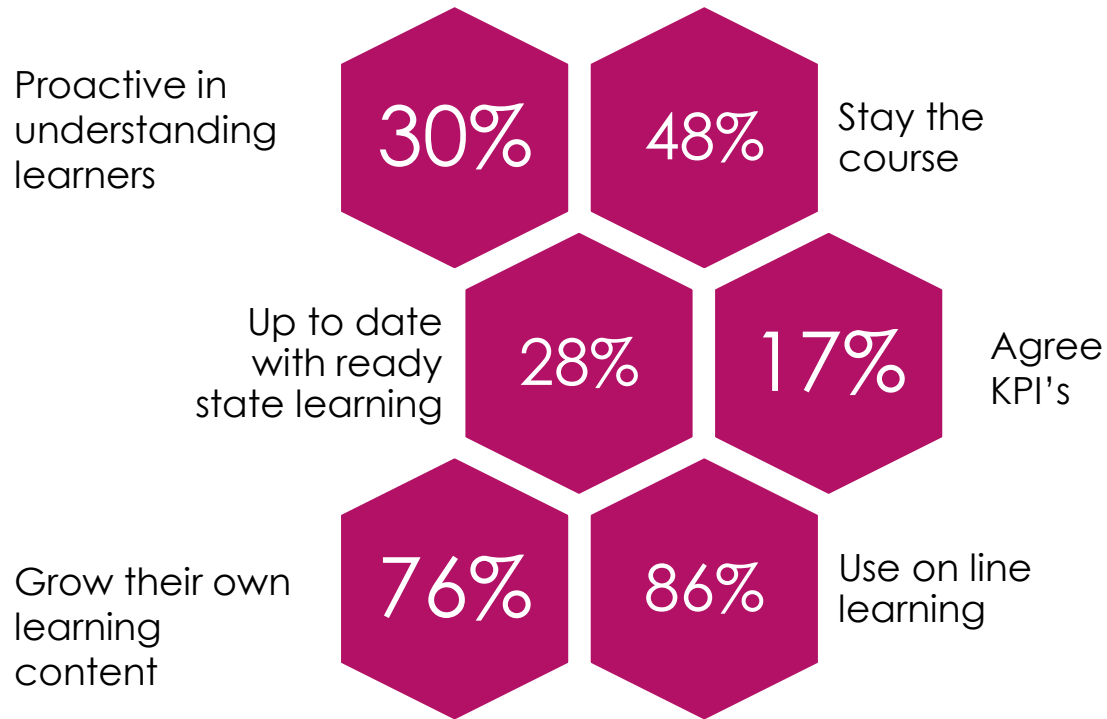 Proactive in
understanding
learners
30%
48%
Stay the
course
Up to date
with ready
state learning
28%
17%
Agree
KPI's
Grow their own
learning
content
76%
86%
Use on line
learning